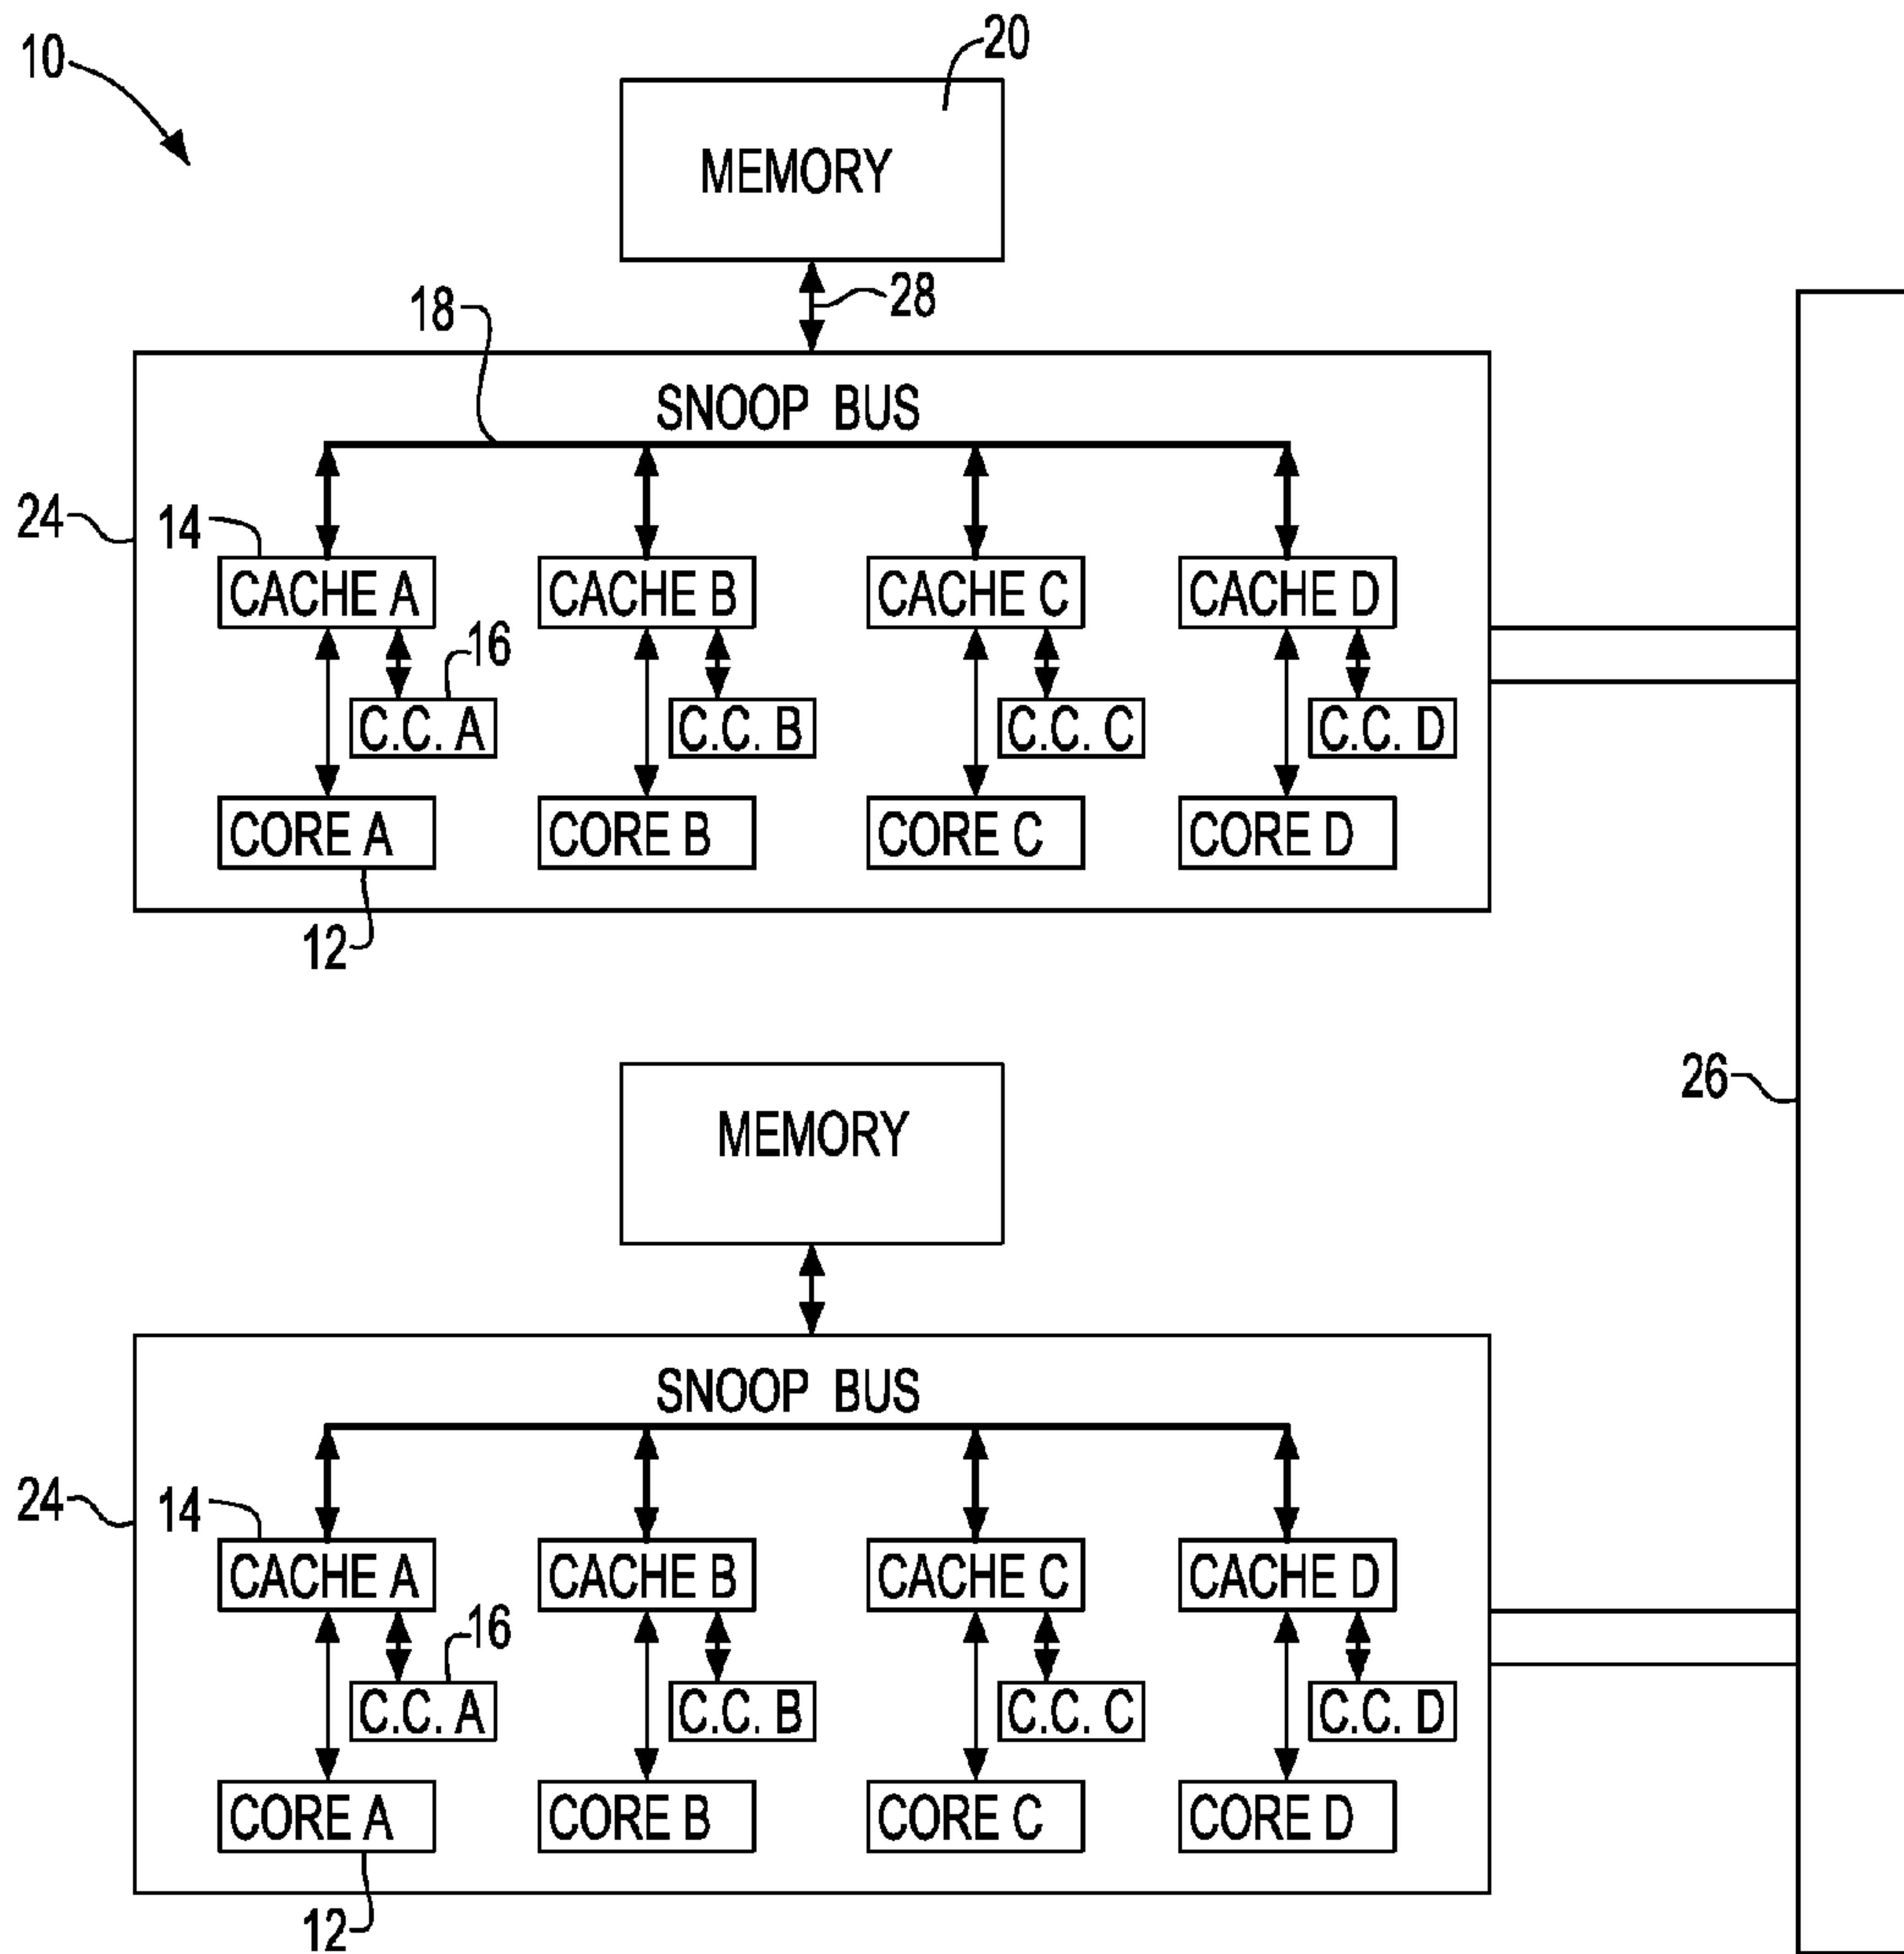 10
20
MEMORY
28
18
SNOOP BUS
24
14
CACHE A CACHE B CACHE C CACHE D
16
C.C. A C.C. B C.C. C C.C. D
CORE A CORE B CORE C CORE D
12
26
MEMORY
SNOOP BUS
24
14
CACHE A CACHE B CACHE C CACHE D
16
C.C. A C.C. B C.C. C C.C. D
CORE A CORE B CORE C CORE D
12